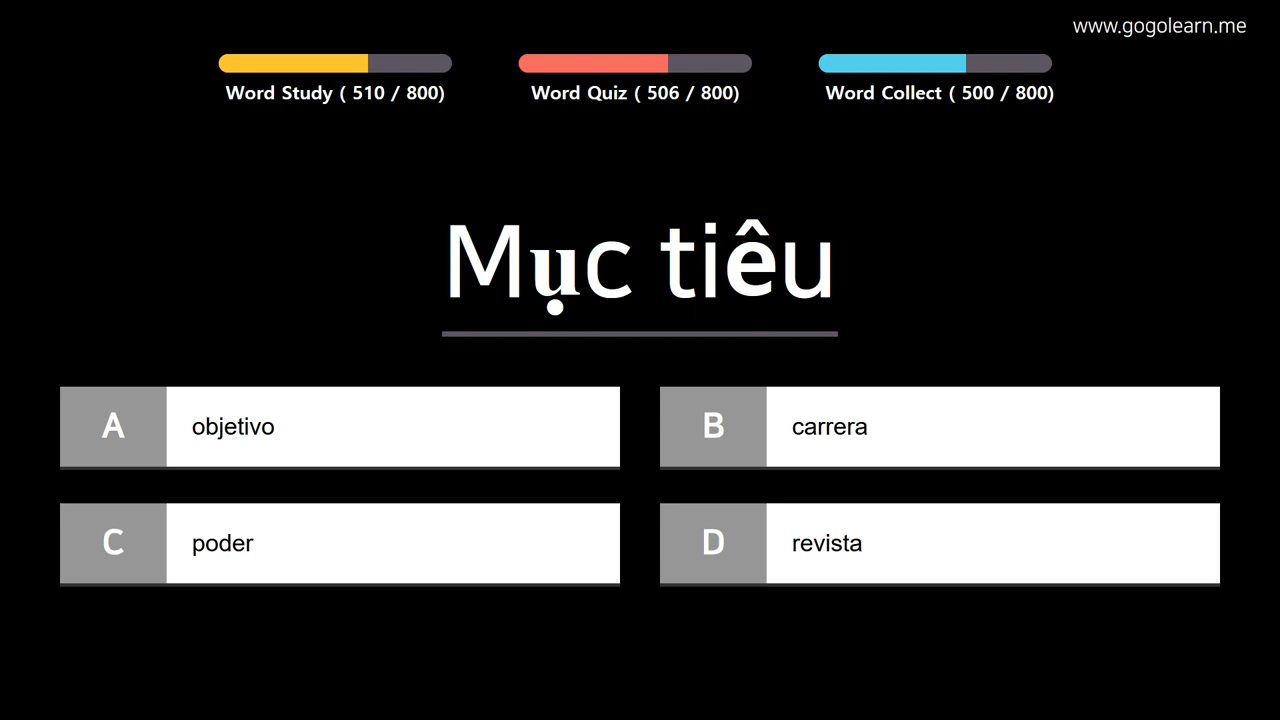 www.gogolearn.me
Word Study ( 510 / 800)
Word Quiz ( 506 / 800)
Word Collect ( 500 / 800)
Mục tiêu
A objetivo
B carrera
C poder
D revista